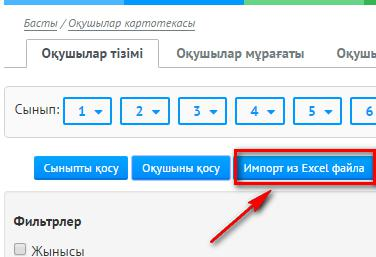 Басты / Оқушылар картотекасы
Оқушылар тізімі Оқушылар мұрағаты
Сынып: 1 2 3 4 5 6
Сыныпты қосу Оқушыны қосу Импорт из Excel файла
Фильтрлер
Жынысы